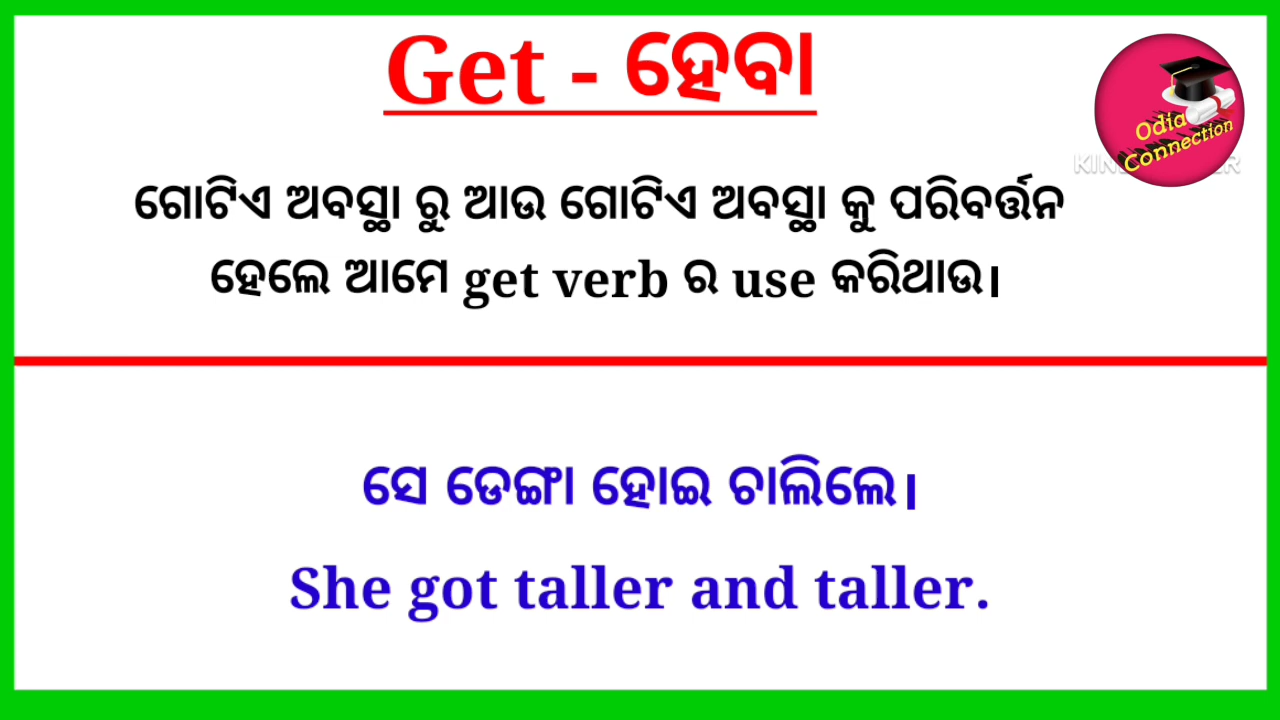 Get - ହେବା
Odia
Connection
ଗୋଟିଏ ଅବସ୍ଥା ରୁ ଆଉ ଗୋଟିଏ ଅବସ୍ଥା କୁ ପରିବର୍ତ୍ତନ
ହେଲେ ଆମେ get verb ର use କରିଥାଉ।
ସେ ଡେଙ୍ଗା ହୋଇ ଚାଲିଲେ।
She got taller and taller.